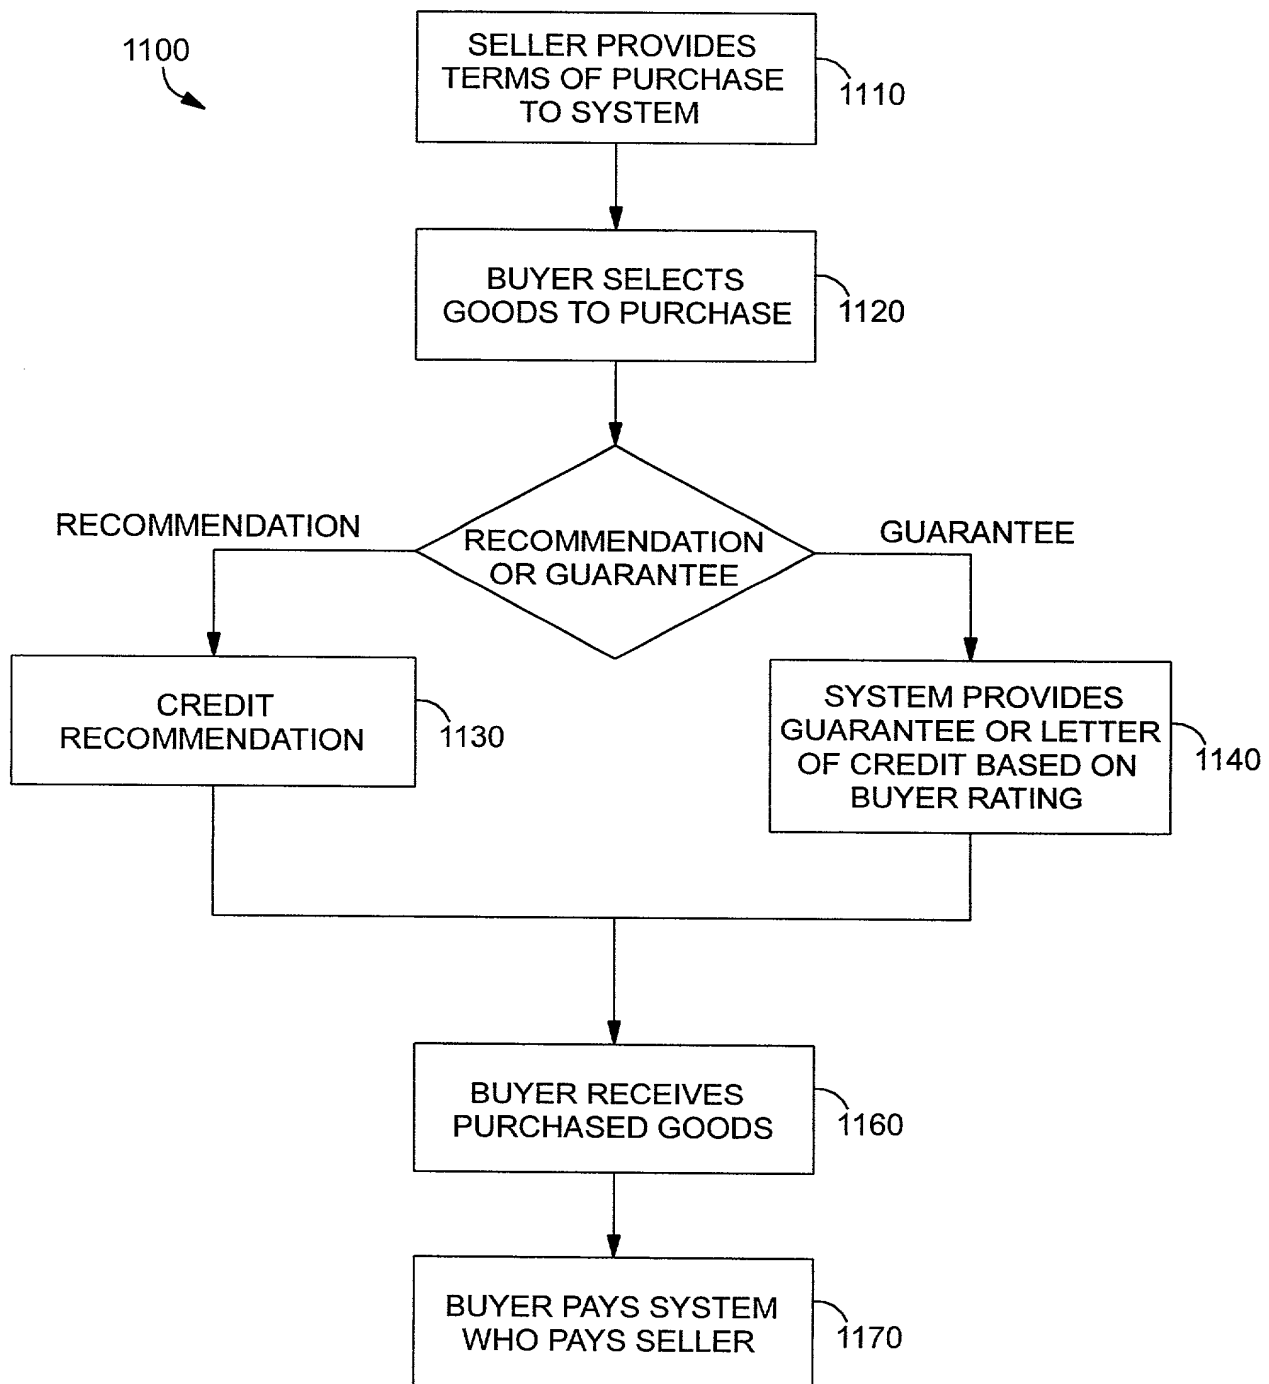 1100
SELLER PROVIDES
TERMS OF PURCHASE
TO SYSTEM
1110
BUYER SELECTS
GOODS TO PURCHASE
1120
RECOMMENDATION
RECOMMENDATION
OR GUARANTEE
GUARANTEE
CREDIT
RECOMMENDATION
1130
SYSTEM PROVIDES
GUARANTEE OR LETTER
OF CREDIT BASED ON
BUYER RATING
1140
BUYER RECEIVES
PURCHASED GOODS
1160
BUYER PAYS SYSTEM
WHO PAYS SELLER
1170